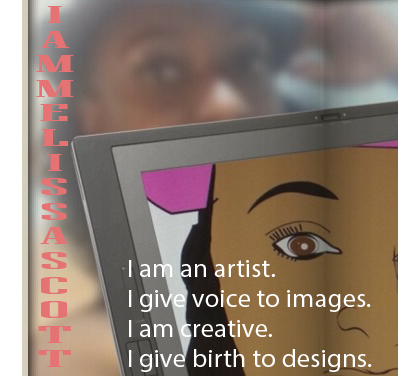 IAMMELISSASCOTT
I am an artist.
I give voice to images.
I am creative.
I give birth to designs.